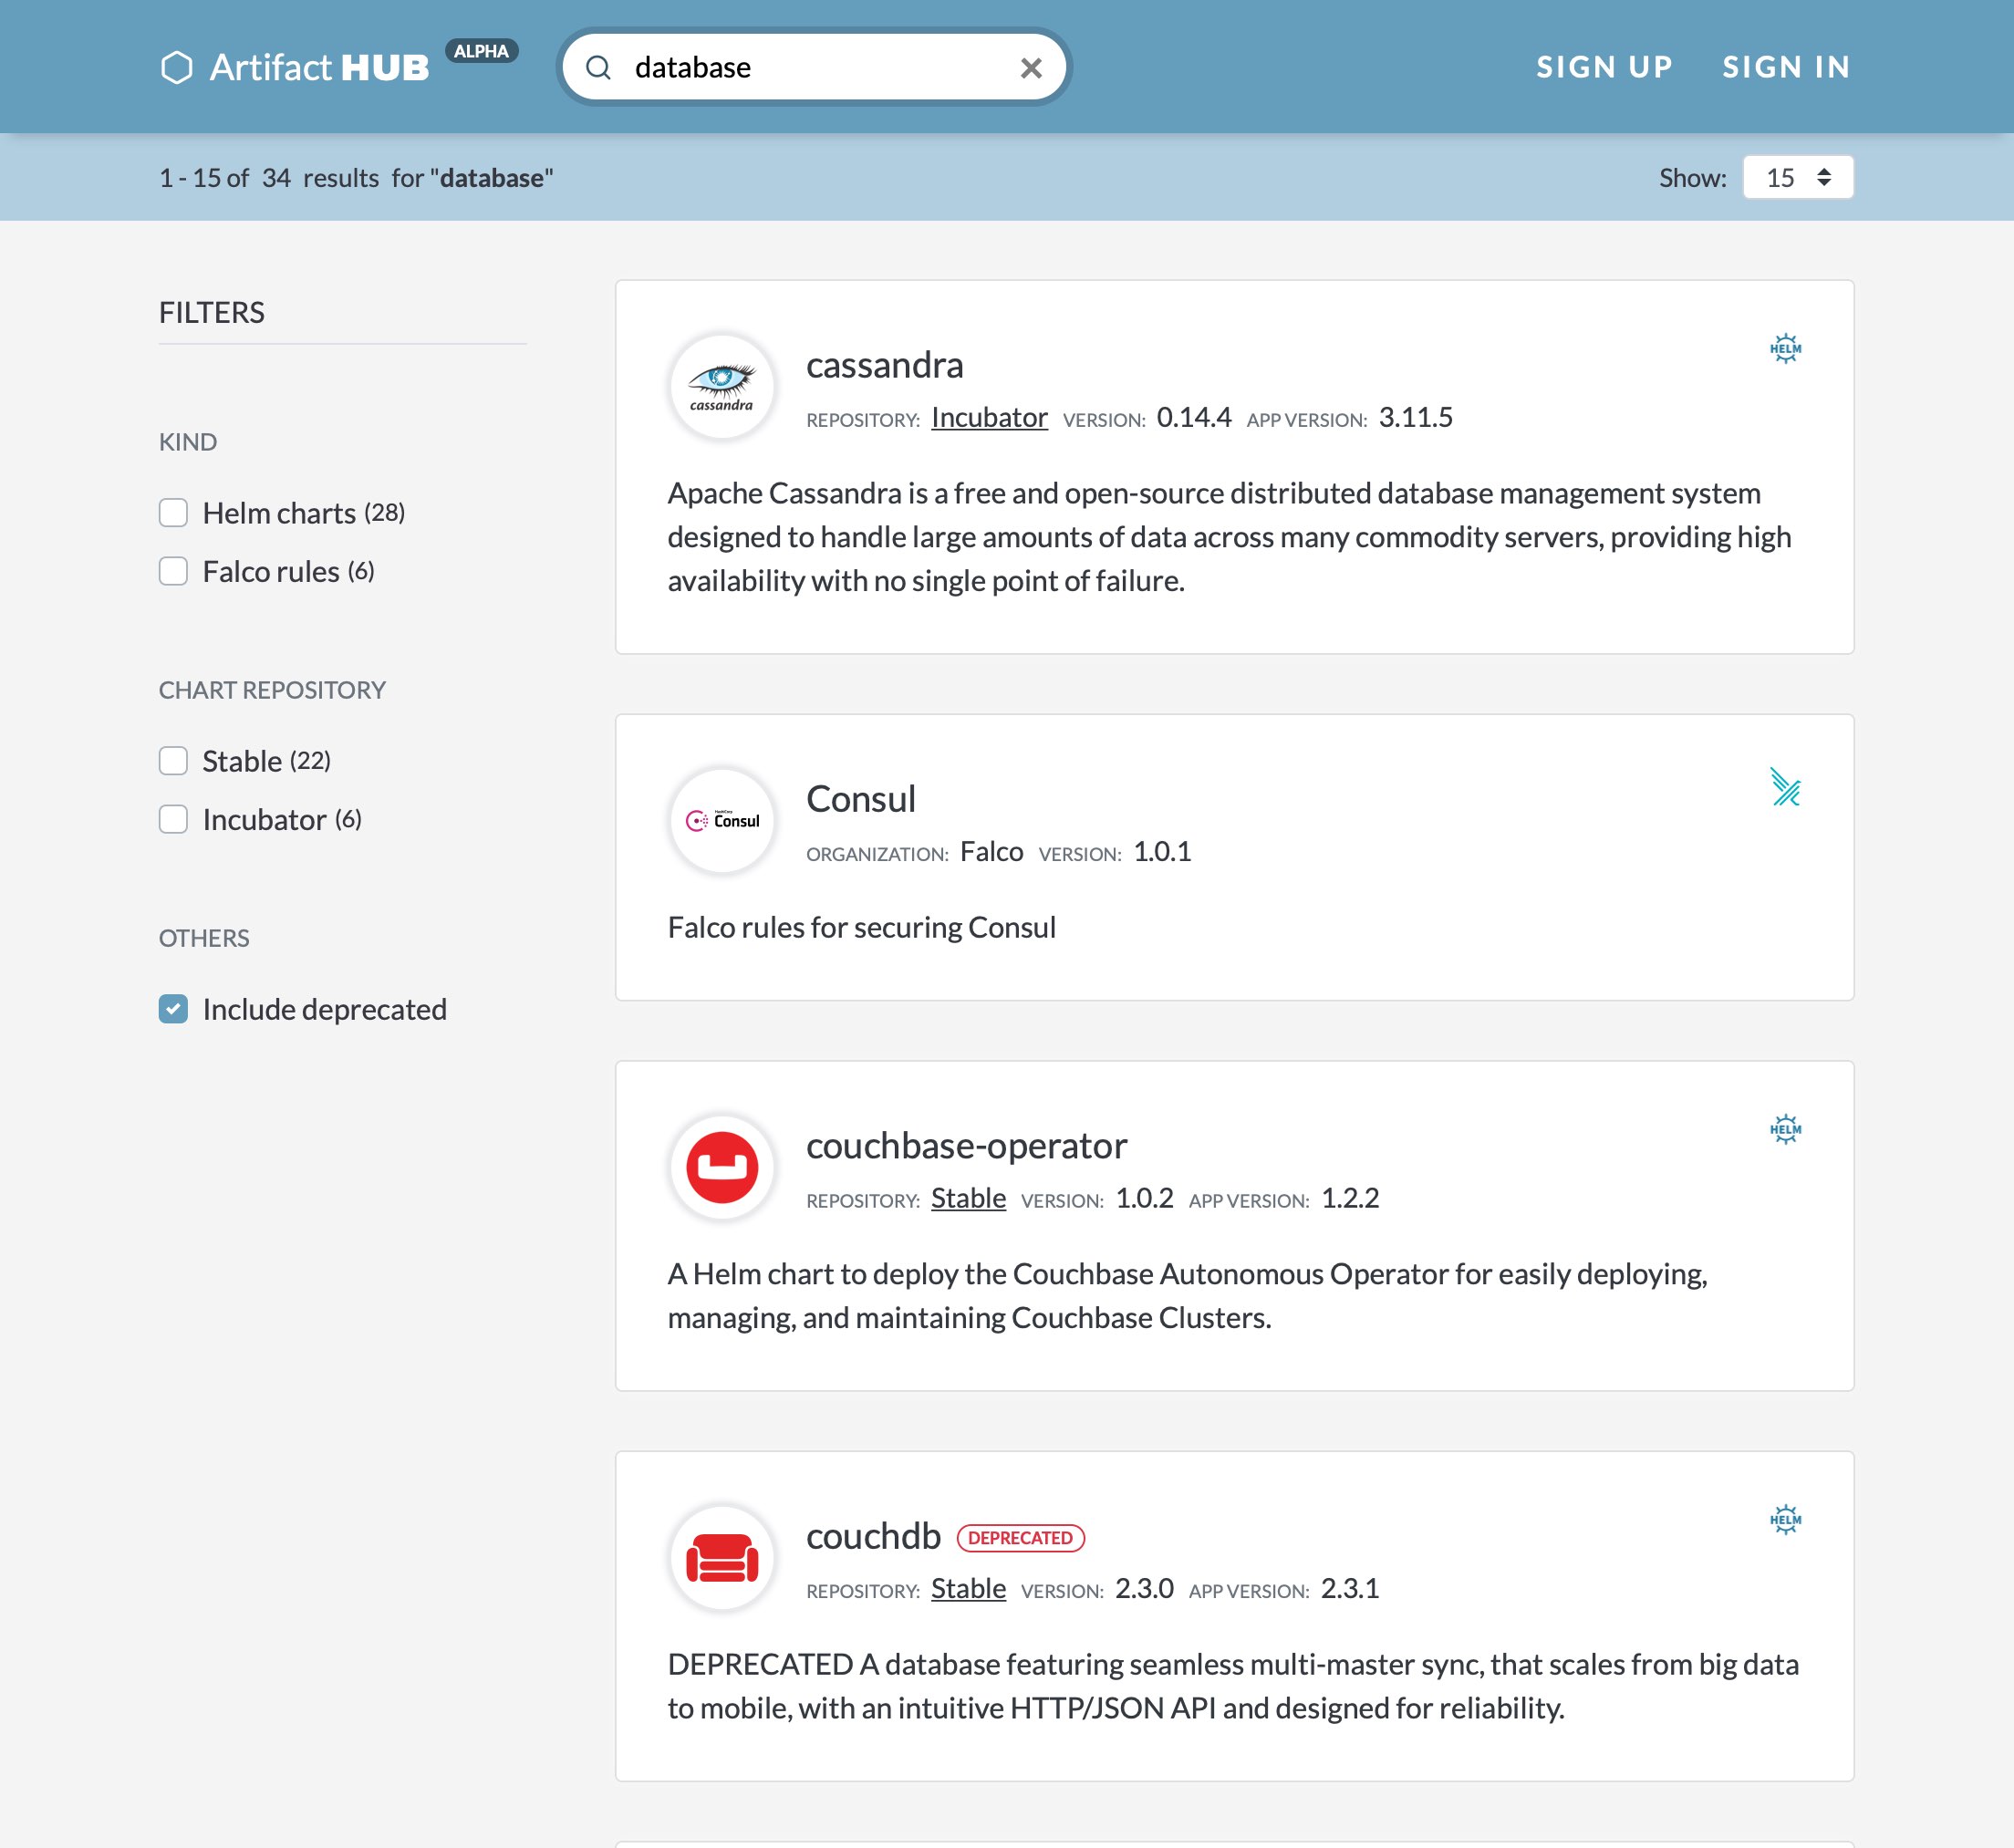 Artifact HUB ALPHA
database
SIGN UP SIGN IN
1 - 15 of 34 results for "database"
Show: 15
FILTERS
KIND
Helm charts (28)
Falco rules (6)
CHART REPOSITORY
Stable (22)
Incubator (6)
OTHERS
Include deprecated
cassandra
HELM
cassandra
REPOSITORY: Incubator VERSION: 0.14.4 APP VERSION: 3.11.5
Apache Cassandra is a free and open-source distributed database management system
designed to handle large amounts of data across many commodity servers, providing high
availability with no single point of failure.
Consul
Consul
ORGANIZATION: Falco VERSION: 1.0.1
Falco rules for securing Consul
couchbase-operator
HELM
REPOSITORY: Stable VERSION: 1.0.2 APP VERSION: 1.2.2
A Helm chart to deploy the Couchbase Autonomous Operator for easily deploying,
managing, and maintaining Couchbase Clusters.
couchdb DEPRECATED
HELM
REPOSITORY: Stable VERSION: 2.3.0 APP VERSION: 2.3.1
DEPRECATED A database featuring seamless multi-master sync, that scales from big data
to mobile, with an intuitive HTTP/JSON API and designed for reliability.